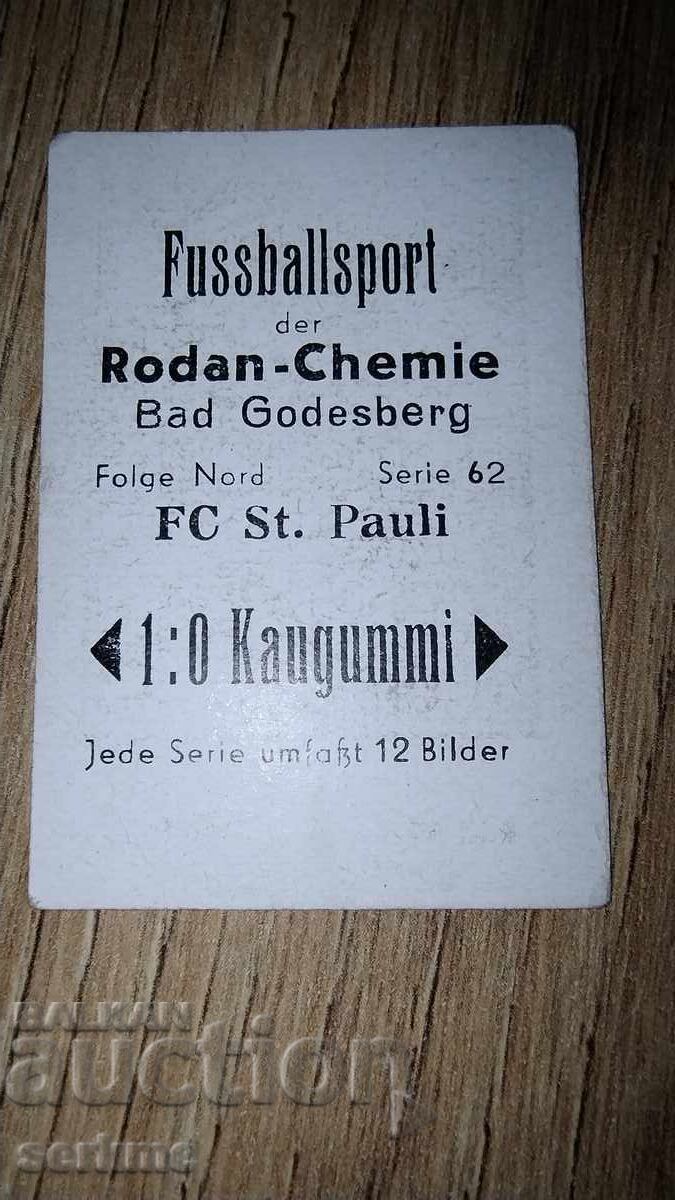 Fussballsport
der
Rodan-Chemie
Bad Godesberg
Folge Nord Serie 62
FC St. Pauli
1:0 Kaugummi
Jede Serie umfaßt 12 Bilder
BALKAN
auction
sertme